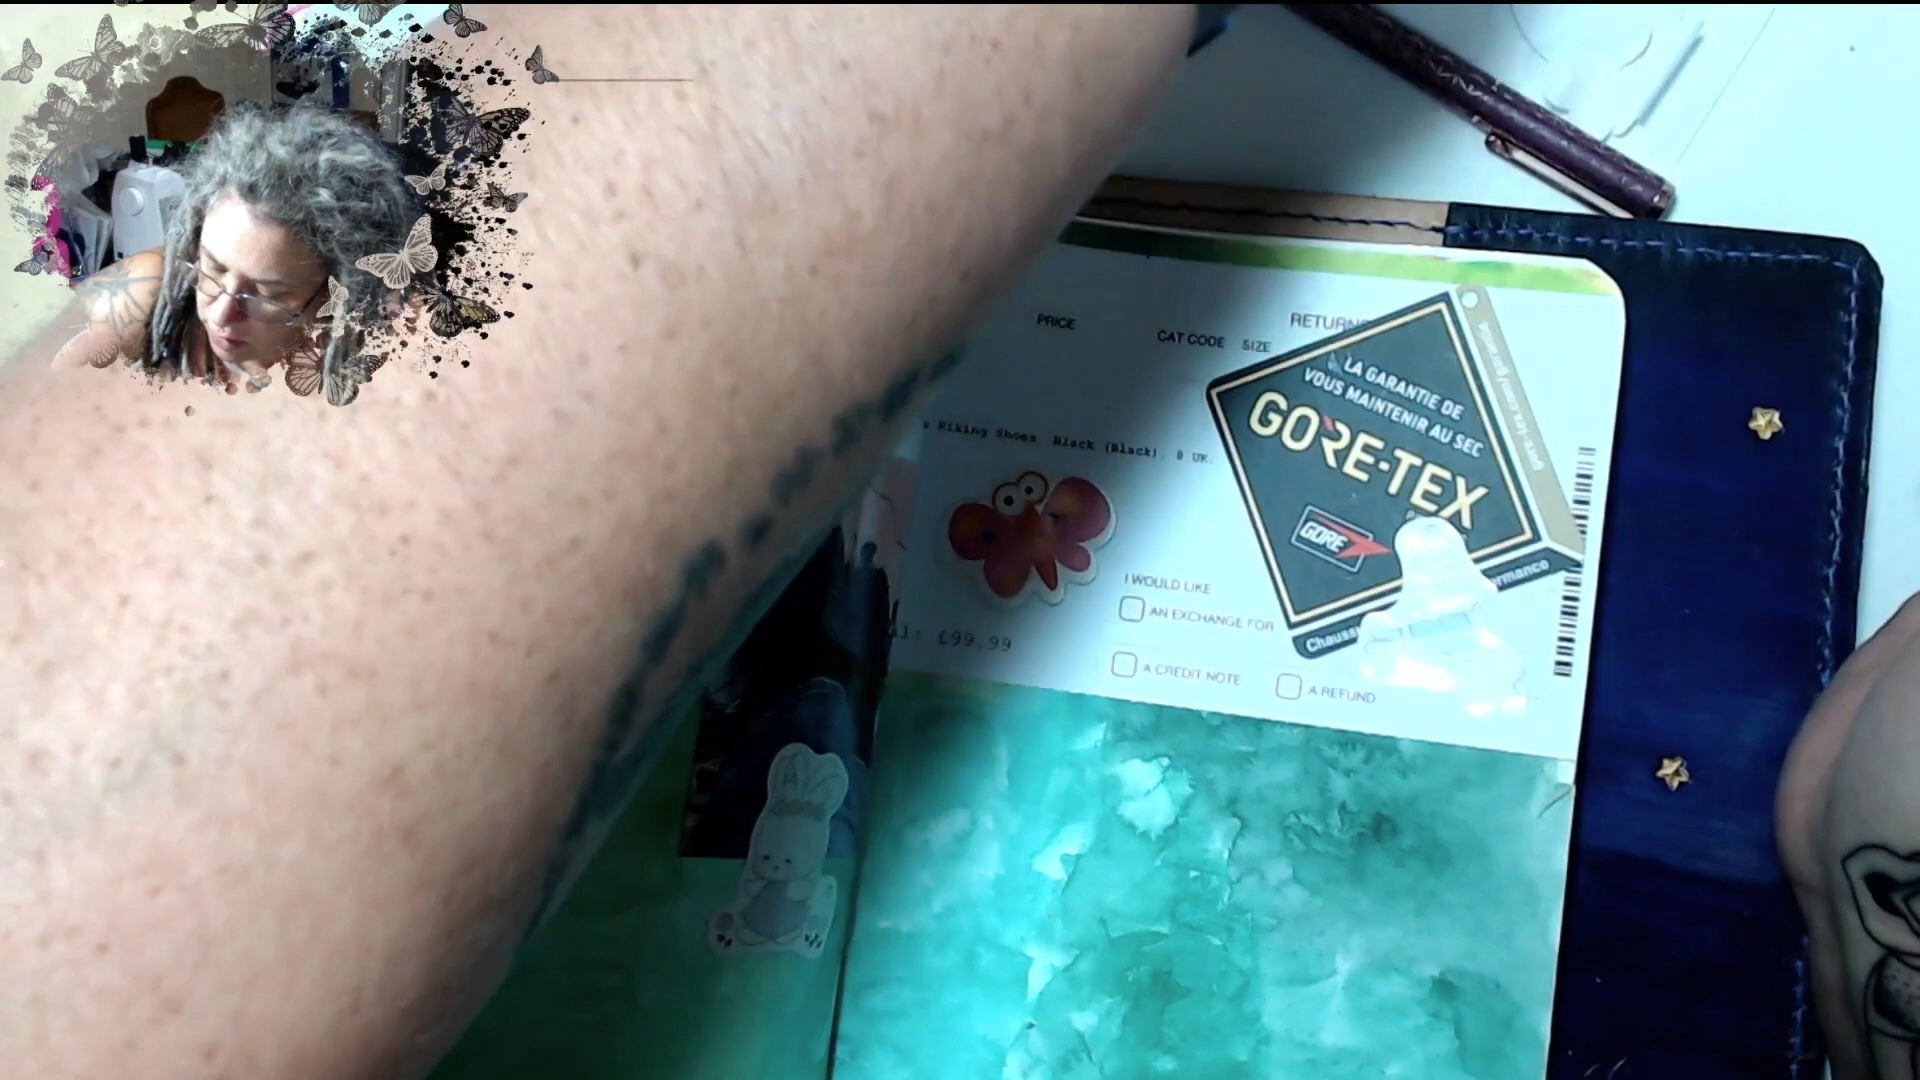 PRICE
CAT CODE SIZE
RETURN
Hiking Shoes Black (Black), 8 UK.
£99.99
I WOULD LIKE
AN EXCHANGE FOR
A CREDIT NOTE
A REFUND
LA GARANTIE DE
VOUS MAINTENIR AU SEC
GORE-TEX
GORE